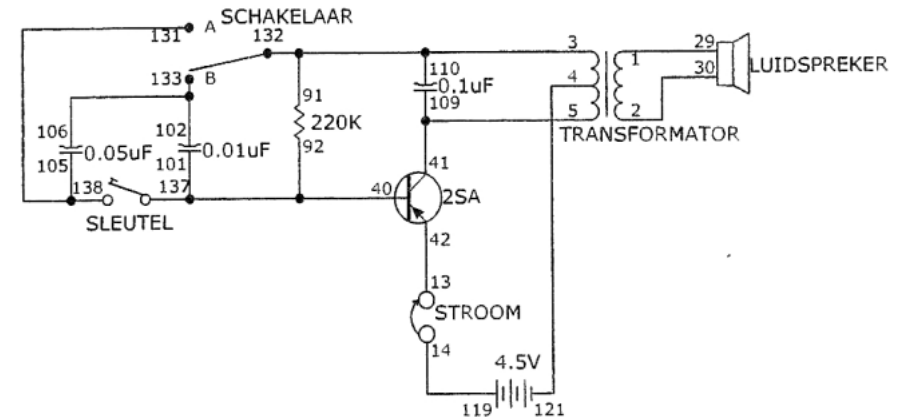 SCHAKELAAR
131 A
132
133 B
3
1
29
30
LUIDSPREKER
110
0.1uF
109
4
5
2
TRANSFORMATOR
91
220K
92
106
0.05uF
105
102
0.01uF
101
138
137
SLEUTEL
40
41
2SA
42
13
STROOM
14
4.5V
119
121